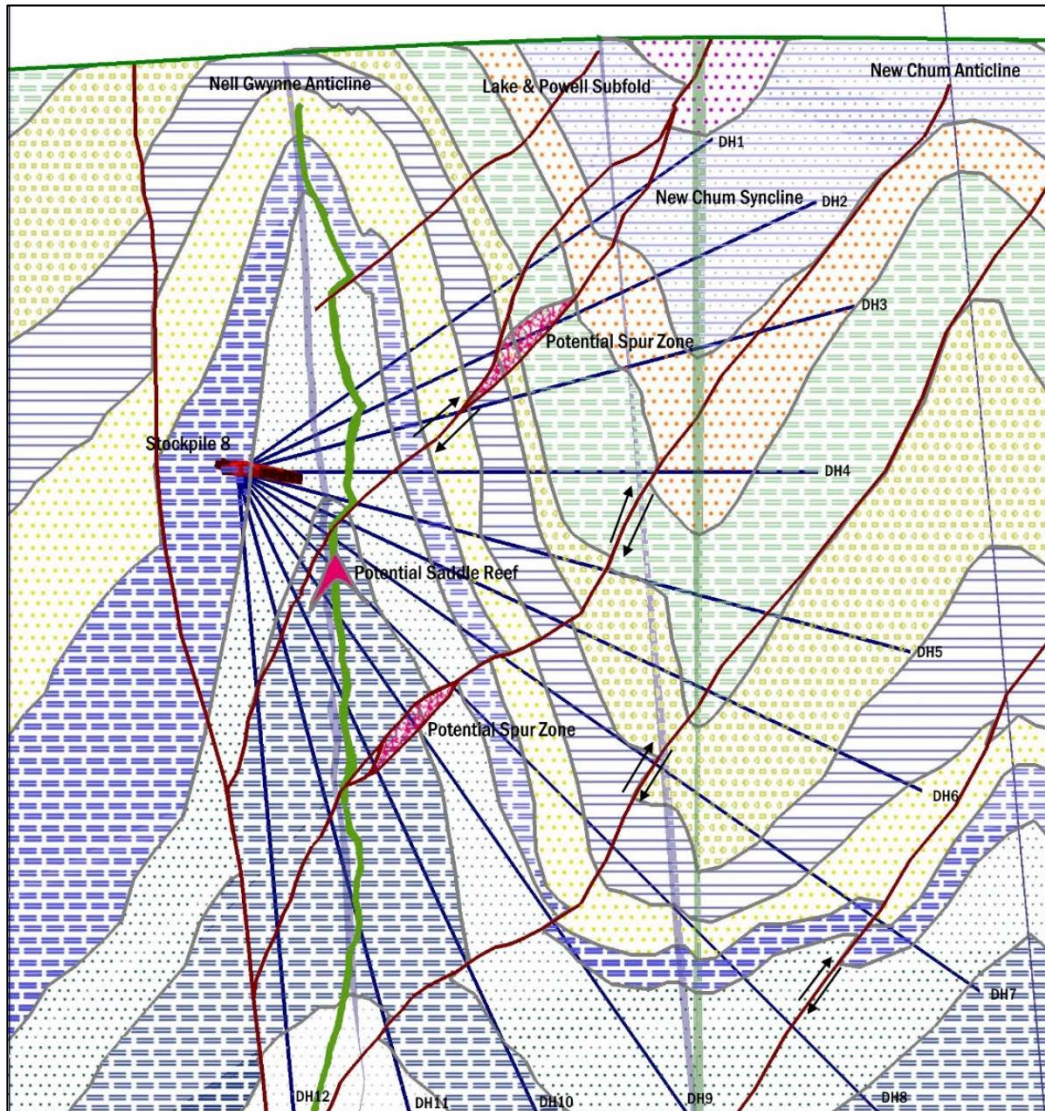 Nell Gwynne Anticline
Lake & Powell Subfold
New Chum Anticline
DH1
New Chum Syncline
DH2
DH3
Potential Spur Zone
Stockpile 8
DH4
Potential Saddle Reef
DH5
Potential Spur Zone
DH6
DH7
DH12
DH11
DH10
DH9
DH8